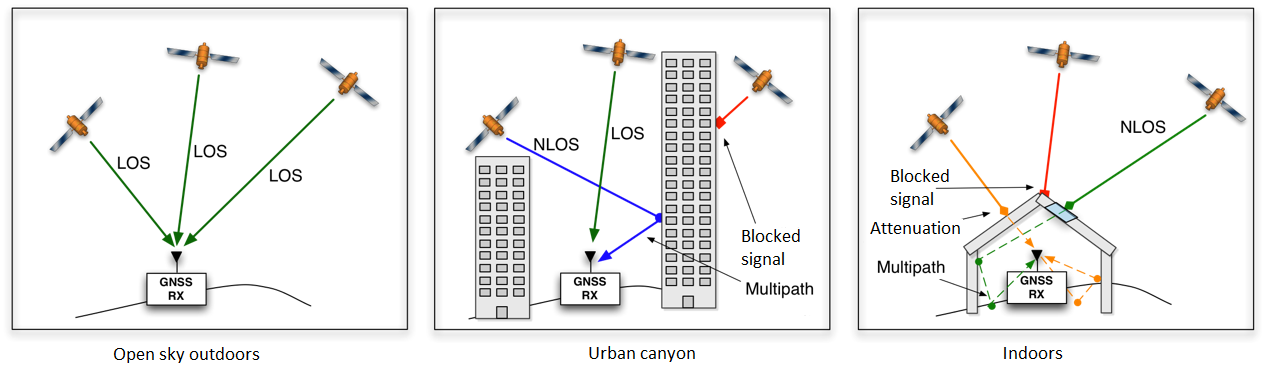 LOS
LOS
LOS
GNSS
RX
Open sky outdoors
NLOS
LOS
Blocked
signal
Multipath
GNSS
RX
Urban canyon
NLOS
Blocked
signal
Attenuation
Multipath
GNSS
RX
Indoors